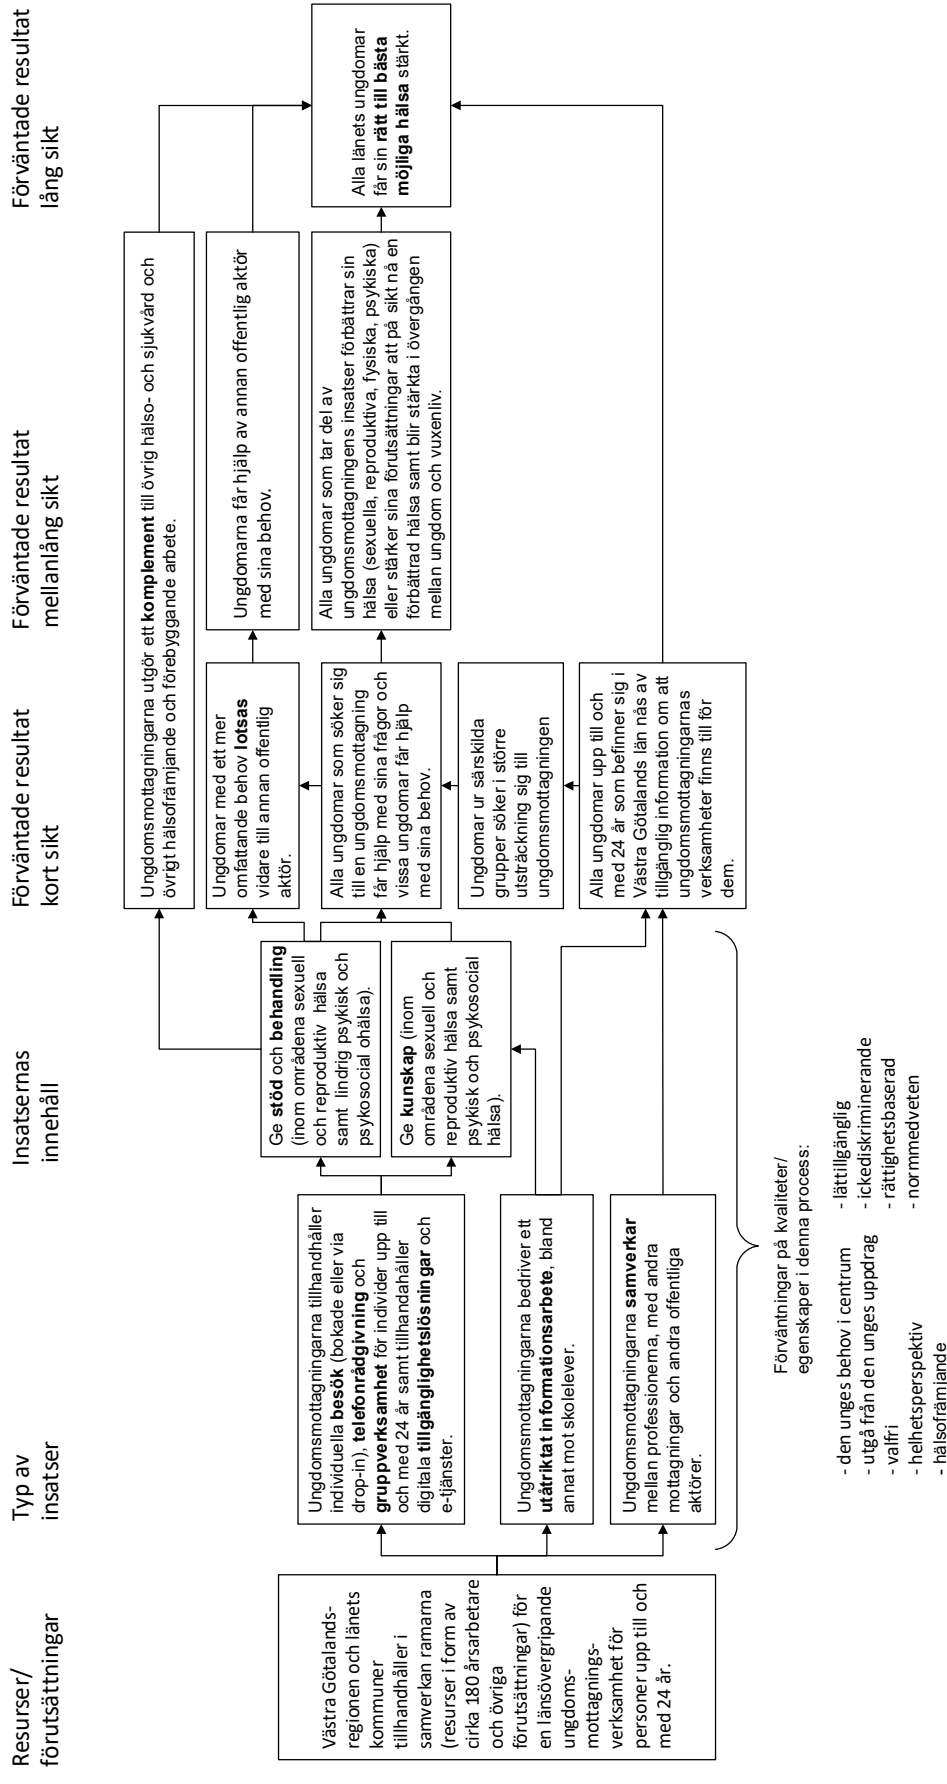 Resurser/
förutsättningar
Typ av
insatser
Insatsernas
innehåll
Förväntade resultat
kort sikt
Förväntade resultat
mellanlång sikt
Förväntade resultat
lång sikt
Västra Götalands-
regionen och länets
kommuner
tillhandhåller i
samverkan ramarna
(resurser i form av
cirka 180 årsarbetare
och övriga
förutsättningar) för
en länsövergripande
ungdoms-
mottagnings-
verksamhet för
personer upp till och
med 24 år.
Ungdomsmottagningarna tillhandhåller
individuella besök (bokade eller via
drop-in), telefonrådgivning och
gruppverksamhet för individer upp till
och med 24 år samt tillhandahåller
digitala tillgänglighetslösningar och
e-tjänster.
Ungdomsmottagningarna bedriver ett
utåtriktat informationsarbete, bland
annat mot skolelever.
Ungdomsmottagningarna samverkar
mellan professionerna, med andra
mottagningar och andra offentliga
aktörer.
Ge stöd och behandling
(inom områdena sexuell
och reproduktiv hälsa
samt lindrig psykisk och
psykosocial ohälsa).
Ge kunskap (inom
områdena sexuell och
reproduktiv hälsa samt
psykisk och psykosocial
hälsa).
Ungdomsmottagningarna utgör ett komplement till övrig hälso- och sjukvård och
övrigt hälsofrämjande och förebyggande arbete.
Ungdomar med ett mer
omfattande behov lotsas
vidare till annan offentlig
aktör.
Alla ungdomar som söker sig
till en ungdomsmottagning
får hjälp med sina frågor och
vissa ungdomar får hjälp
med sina behov.
Ungdomar ur särskilda
grupper söker i större
utsträckning sig till
ungdomsmottagningen
Alla ungdomar upp till och
med 24 år som befinner sig i
Västra Götalands län nås av
tillgänglig information om att
ungdomsmottagningarnas
verksamheter finns till för
dem.
Ungdomarna får hjälp av annan offentlig aktör
med sina behov.
Alla ungdomar som tar del av
ungdomsmottagningens insatser förbättrar sin
hälsa (sexuella, reproduktiva, fysiska, psykiska)
eller stärker sina förutsättningar att på sikt nå en
förbättrad hälsa samt blir stärkta i övergången
mellan ungdom och vuxenliv.
Alla länets ungdomar
får sin rätt till bästa
möjliga hälsa stärkt.
Förväntningar på kvaliteter/
egenskaper i denna process:
- den unges behov i centrum
- utgå från den unges uppdrag
- valfri
- helhetsperspektiv
- hälsofrämjande
- lättillgänglig
- ickediskriminerande
- rättighetsbaserad
- normmedveten